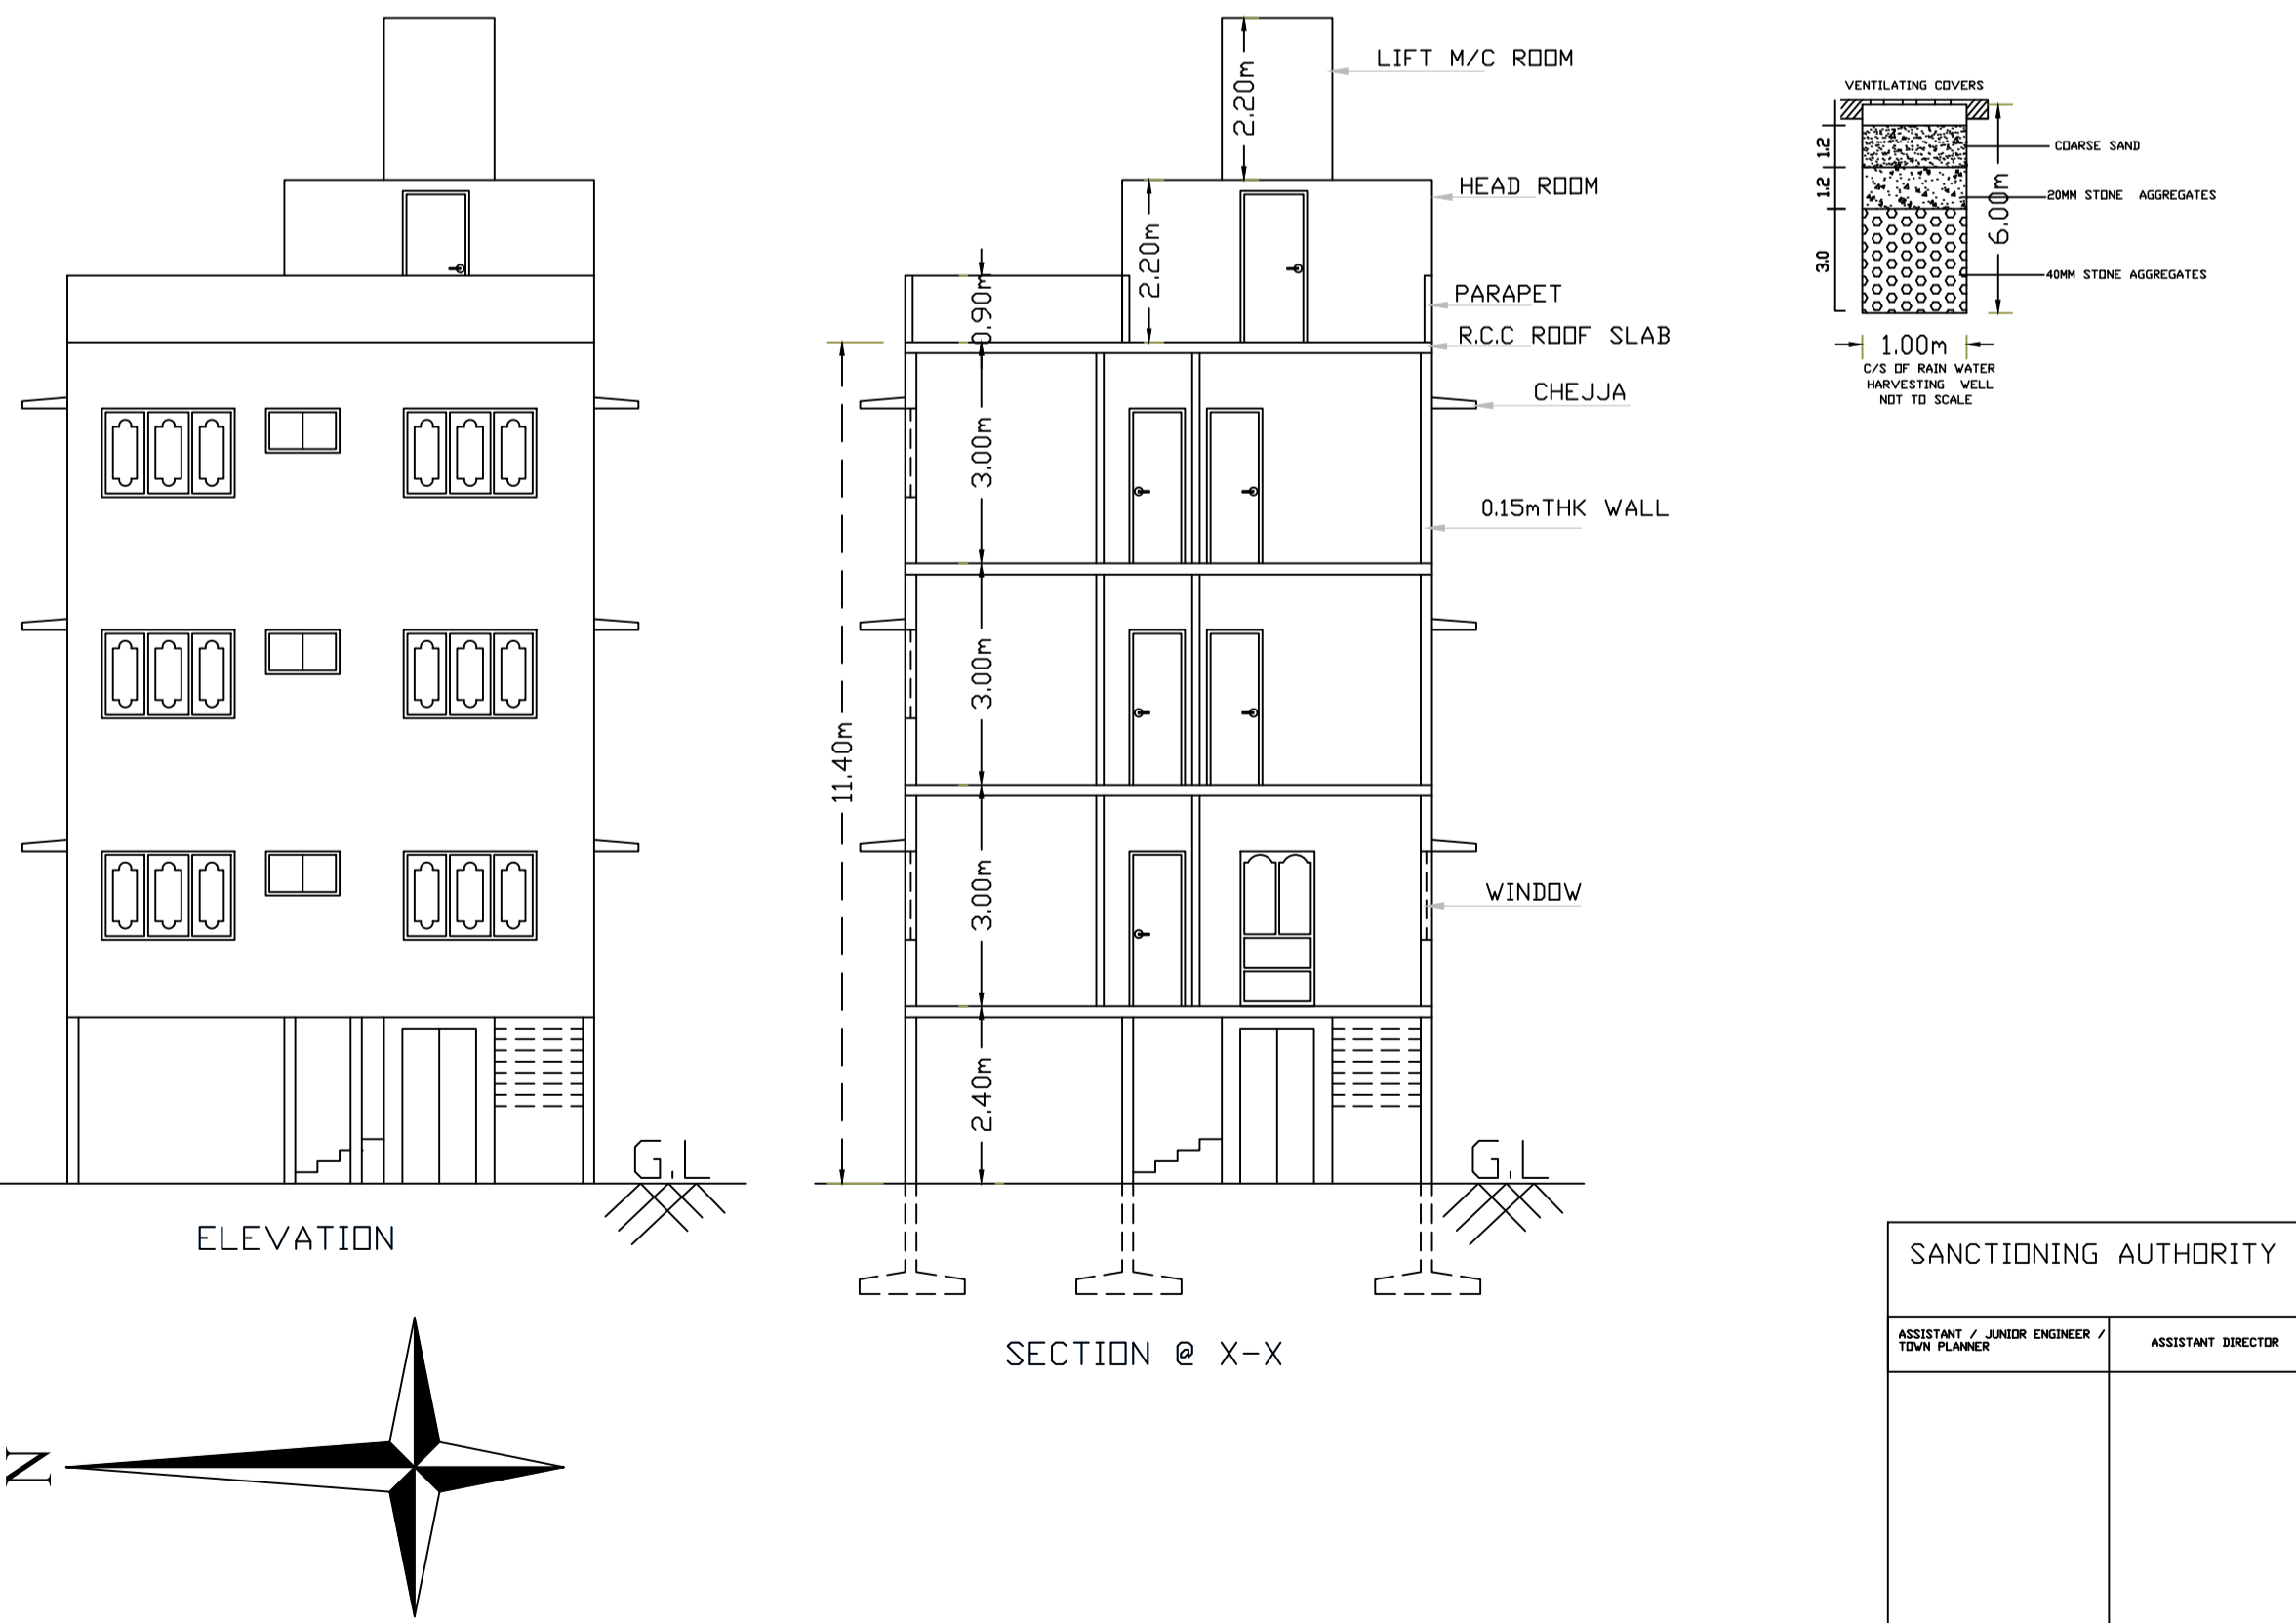 LIFT M/C ROOM
2.20m
HEAD ROOM
2.20m
0.90m
PARAPET
R.C.C ROOF SLAB
CHEJJA
3.00m
0.15mTHK WALL
3.00m
11.40m
3.00m
WINDOW
2.40m
G.L
G.L
ELEVATION
SECTION @ X-X
N
VENTILATING COVERS
1.2
COARSE SAND
1.2
20MM STONE AGGREGATES
6.00m
3.0
40MM STONE AGGREGATES
1.00m
C/S OF RAIN WATER
HARVESTING WELL
NOT TO SCALE
SANCTIONING AUTHORITY
ASSISTANT / JUNIOR ENGINEER /
TOWN PLANNER
ASSISTANT DIRECTOR